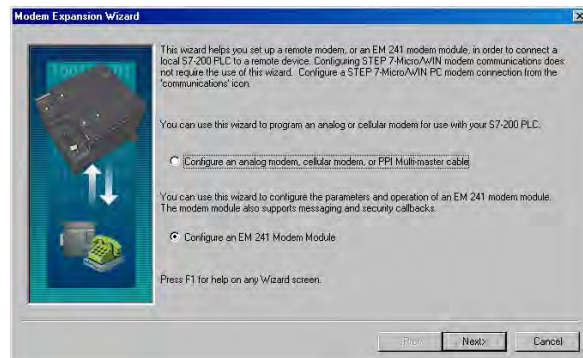 Modem Expansion Wizard
This wizard helps you set up a remote modem, or an EM 241 modem module, in order to connect a
local S7-200 PLC to a remote device. Configuring STEP 7-Micro/WIN modem communications does
not require the use of this wizard. Configure a STEP 7-Micro/WIN PC modem connection from the
'communications' icon.
You can use this wizard to program an analog or cellular modem for use with your S7-200 PLC.
Configure an analog modem, cellular modem, or PPI Multi-master cable
You can use this wizard to configure the parameters and operation of an EM 241 modem module.
The modem module also supports messaging and security callbacks.
Configure an EM 241 Modem Module
Press F1 for help on any Wizard screen.
Next> Cancel